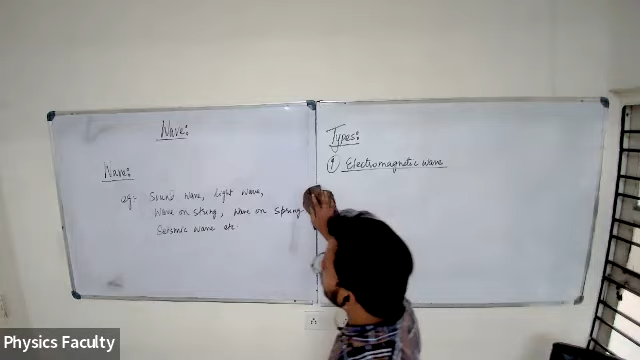 Wave:
Wave:
eg:- Sound wave, Light wave,
Wave on string, Wave on spring
Seismic wave etc
Types:
1 Electromagnetic wave
Physics Faculty